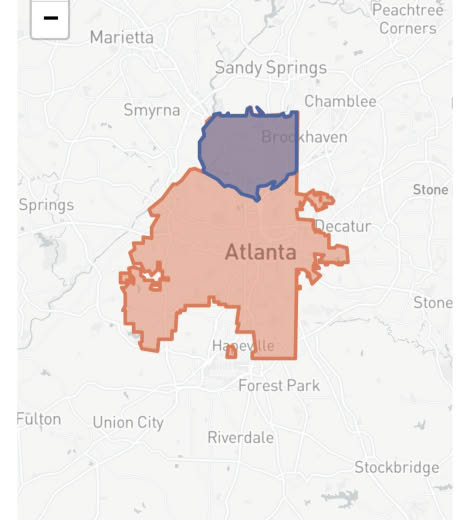 Peachtree
Corners
Marietta
Sandy Springs
Chamblee
Smyrna
Brookhaven
Stone
Springs
Decatur
Atlanta
Stone
Hapeville
Forest Park
Fulton
Union City
Riverdale
Stockbridge